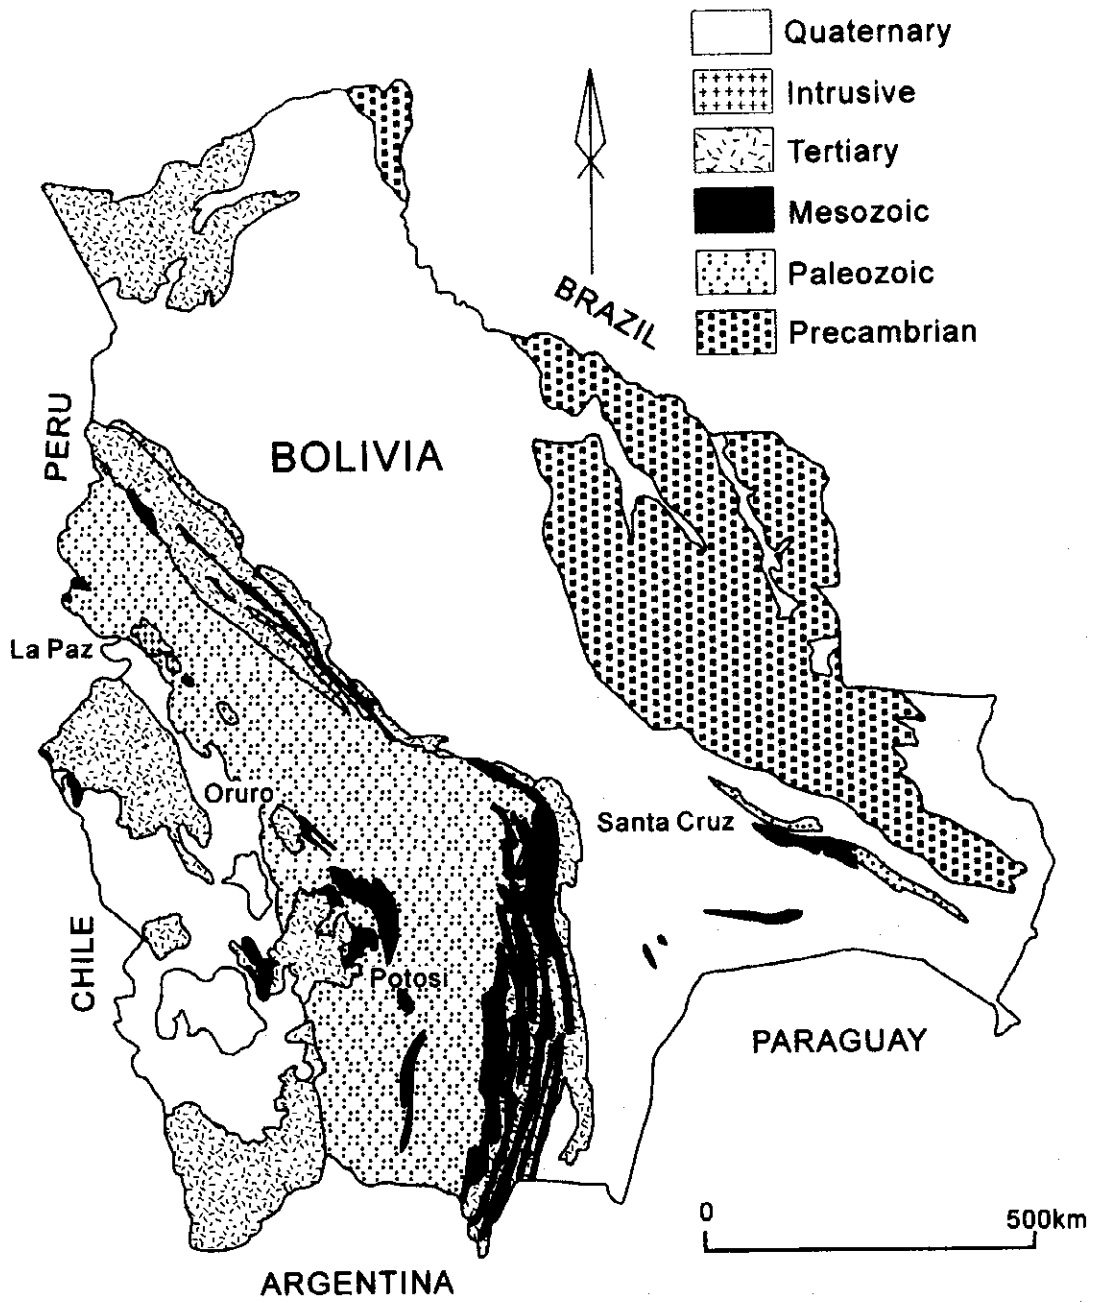 Quaternary
Intrusive
Tertiary
Mesozoic
Paleozoic
Precambrian
BRAZIL
PERU
BOLIVIA
La Paz
Oruro
Santa Cruz
CHILE
Potosi
PARAGUAY
0 500km
ARGENTINA